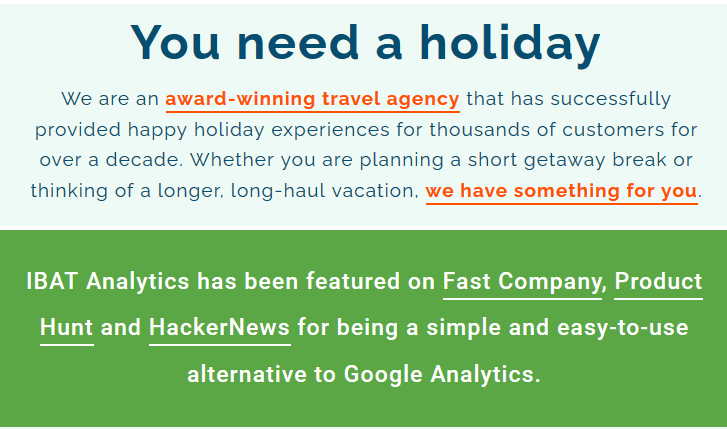 You need a holiday
We are an award-winning travel agency that has successfully
provided happy holiday experiences for thousands of customers for
over a decade. Whether you are planning a short getaway break or
thinking of a longer, long-haul vacation, we have something for you.
IBAT Analytics has been featured on Fast Company, Product
Hunt and HackerNews for being a simple and easy-to-use
alternative to Google Analytics.